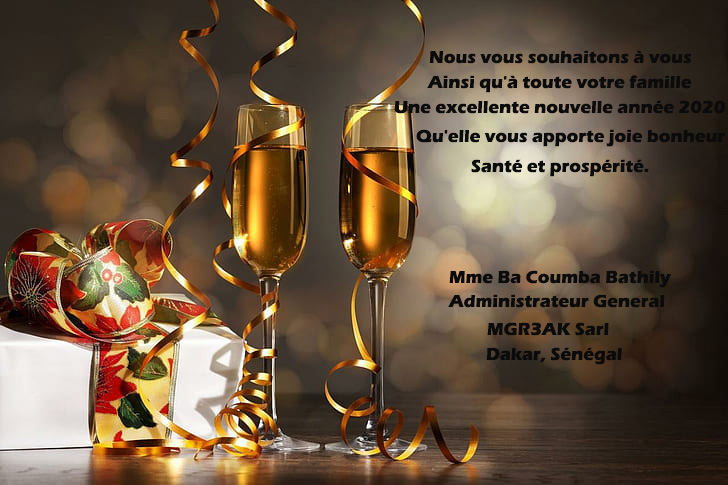 Nous vous souhaitons à vous
Ainsi qu'à toute votre famille
Une excellente nouvelle année 2020
Qu'elle vous apporte joie bonheur
Santé et prospérité.
Mme Ba Coumba Bathily
Administrateur General
MGR3AK Sarl
Dakar, Sénégal